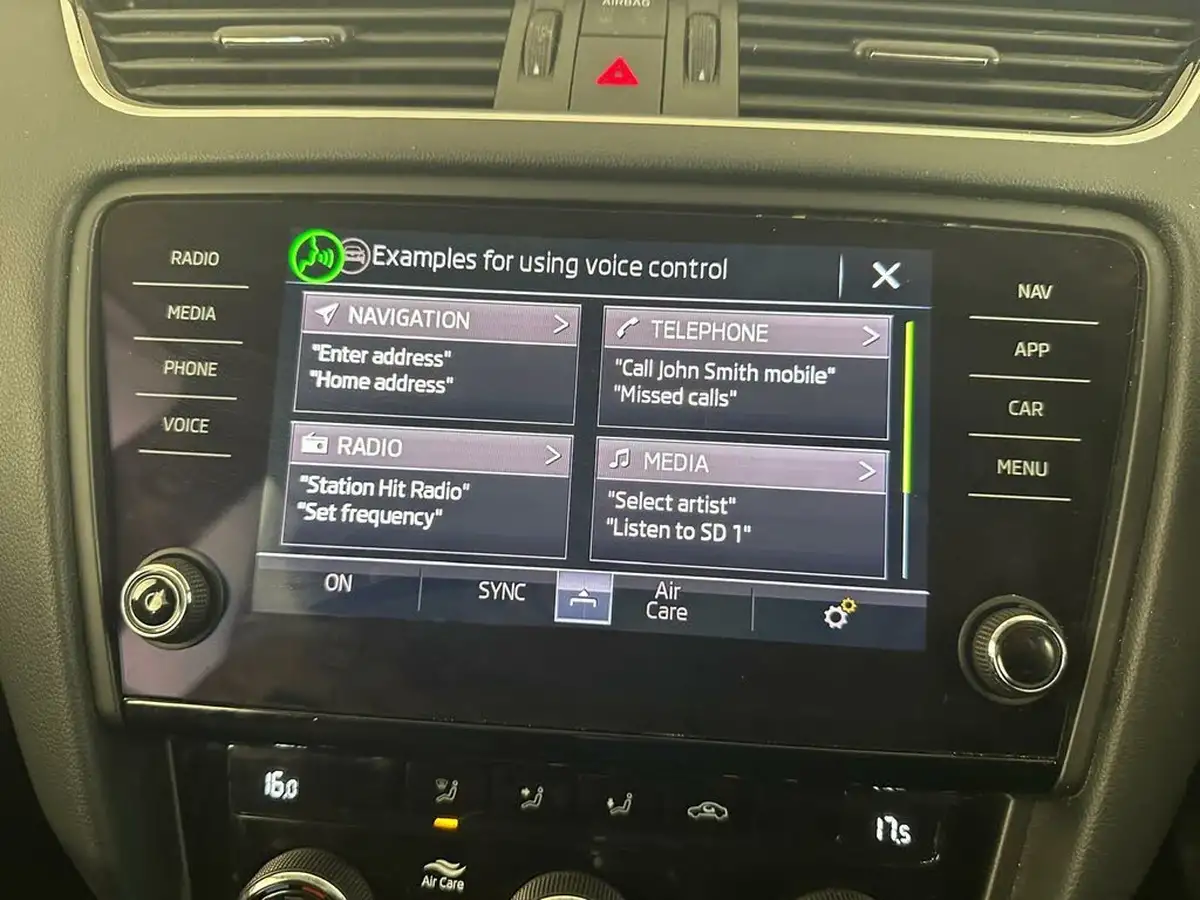 AIRBAG
RADIO
MEDIA
PHONE
VOICE
Examples for using voice control
NAVIGATION
"Enter address"
"Home address"
TELEPHONE
"Call John Smith mobile"
"Missed calls"
RADIO
"Station Hit Radio"
"Set frequency"
MEDIA
"Select artist"
"Listen to SD 1"
ON
SYNC
Air
Care
NAV
APP
CAR
MENU
16.0
17.5
Air Care